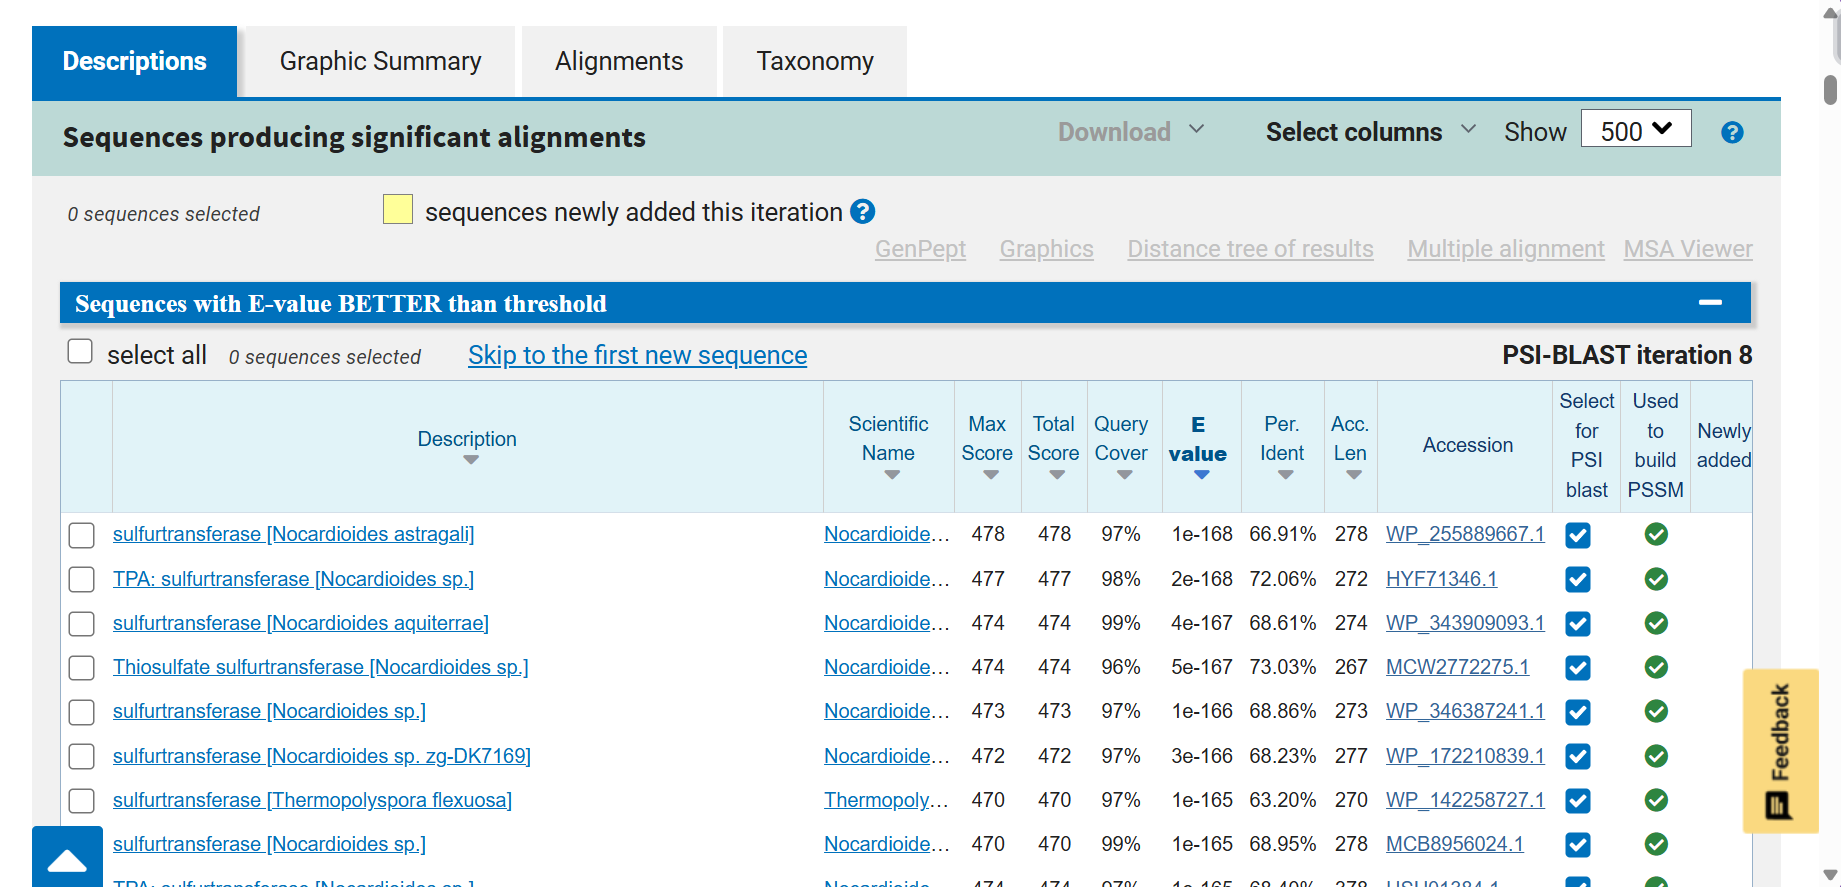 Descriptions Graphic Summary Alignments Taxonomy
Sequences producing significant alignments Download Select columns Show 500 ?
0 sequences selected sequences newly added this iteration ?
GenPept Graphics Distance tree of results Multiple alignment MSA Viewer
Sequences with E-value BETTER than threshold
select all 0 sequences selected Skip to the first new sequence PSI-BLAST iteration 8
Description Scientific Name Max Score Total Score Query Cover E value Per. Ident Acc. Len Accession Select for PSI blast Used to build PSSM Newly added
sulfurtransferase [Nocardioides astragali] Nocardioide... 478 478 97% 1e-168 66.91% 278 WP_255889667.1
TPA: sulfurtransferase [Nocardioides sp.] Nocardioide... 477 477 98% 2e-168 72.06% 272 HYF71346.1
sulfurtransferase [Nocardioides aquiterrae] Nocardioide... 474 474 99% 4e-167 68.61% 274 WP_343909093.1
Thiosulfate sulfurtransferase [Nocardioides sp.] Nocardioide... 474 474 96% 5e-167 73.03% 267 MCW2772275.1
sulfurtransferase [Nocardioides sp.] Nocardioide... 473 473 97% 1e-166 68.86% 273 WP_346387241.1
sulfurtransferase [Nocardioides sp. zg-DK7169] Nocardioide... 472 472 97% 3e-166 68.23% 277 WP_172210839.1
sulfurtransferase [Thermopolyspora flexuosa] Thermopoly... 470 470 97% 1e-165 63.20% 270 WP_142258727.1
sulfurtransferase [Nocardioides sp.] Nocardioide... 470 470 99% 1e-165 68.95% 278 MCB8956024.1
TPA: sulfurtransferase [Nocardioides sp.] Nocardioide... 474 474 97% 1e-165
Feedback